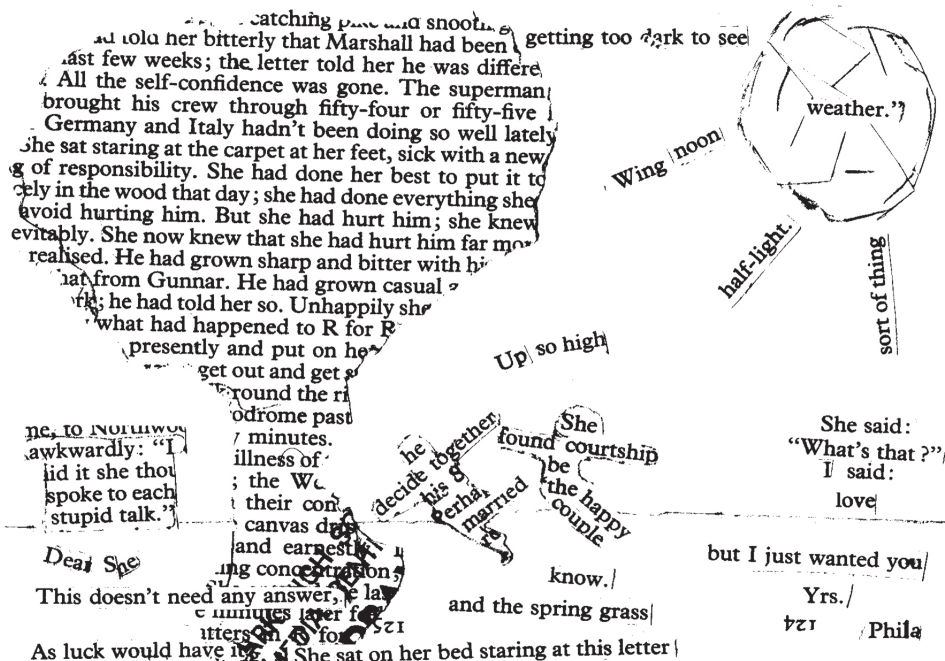 catching and
told her bitterly that Marshall had been
last few weeks; the letter told her he was
All the self-confidence was gone. The superman
brought his crew through fifty-four or fifty-five
Germany and Italy hadn't been doing so well lately
She sat staring at the carpet at her feet, sick with a new
of responsibility. She had done her best to put it
in the wood that day; she had done everything she
avoid hurting him. But she had hurt him; she knew
evitably. She now knew that she had hurt him far
realised. He had grown sharp and bitter with
from Gunnar. He had grown casual
he had told her so. Unhappily she
what had happened to R for R
presently and put on
get out and get
round the
odrome past
minutes.
illness of
; the
their con
canvas
and earnestly
ing concentration,
minutes later
getting too dark to see
weather.”
Wing noon
half-light.
sort of thing
Up so high
me, to
awkwardly: “I
did it she thou
spoke to each
stupid talk.”
he
decide together
his
married
She
found courtship
be
the happy
couple
She said:
“What's that?”
I said:
love
Dear She
This doesn't need any answer,
know.
and the spring grass
but I just wanted you
Yrs.
Phila
124
125
As luck would have
She sat on her bed staring at this letter